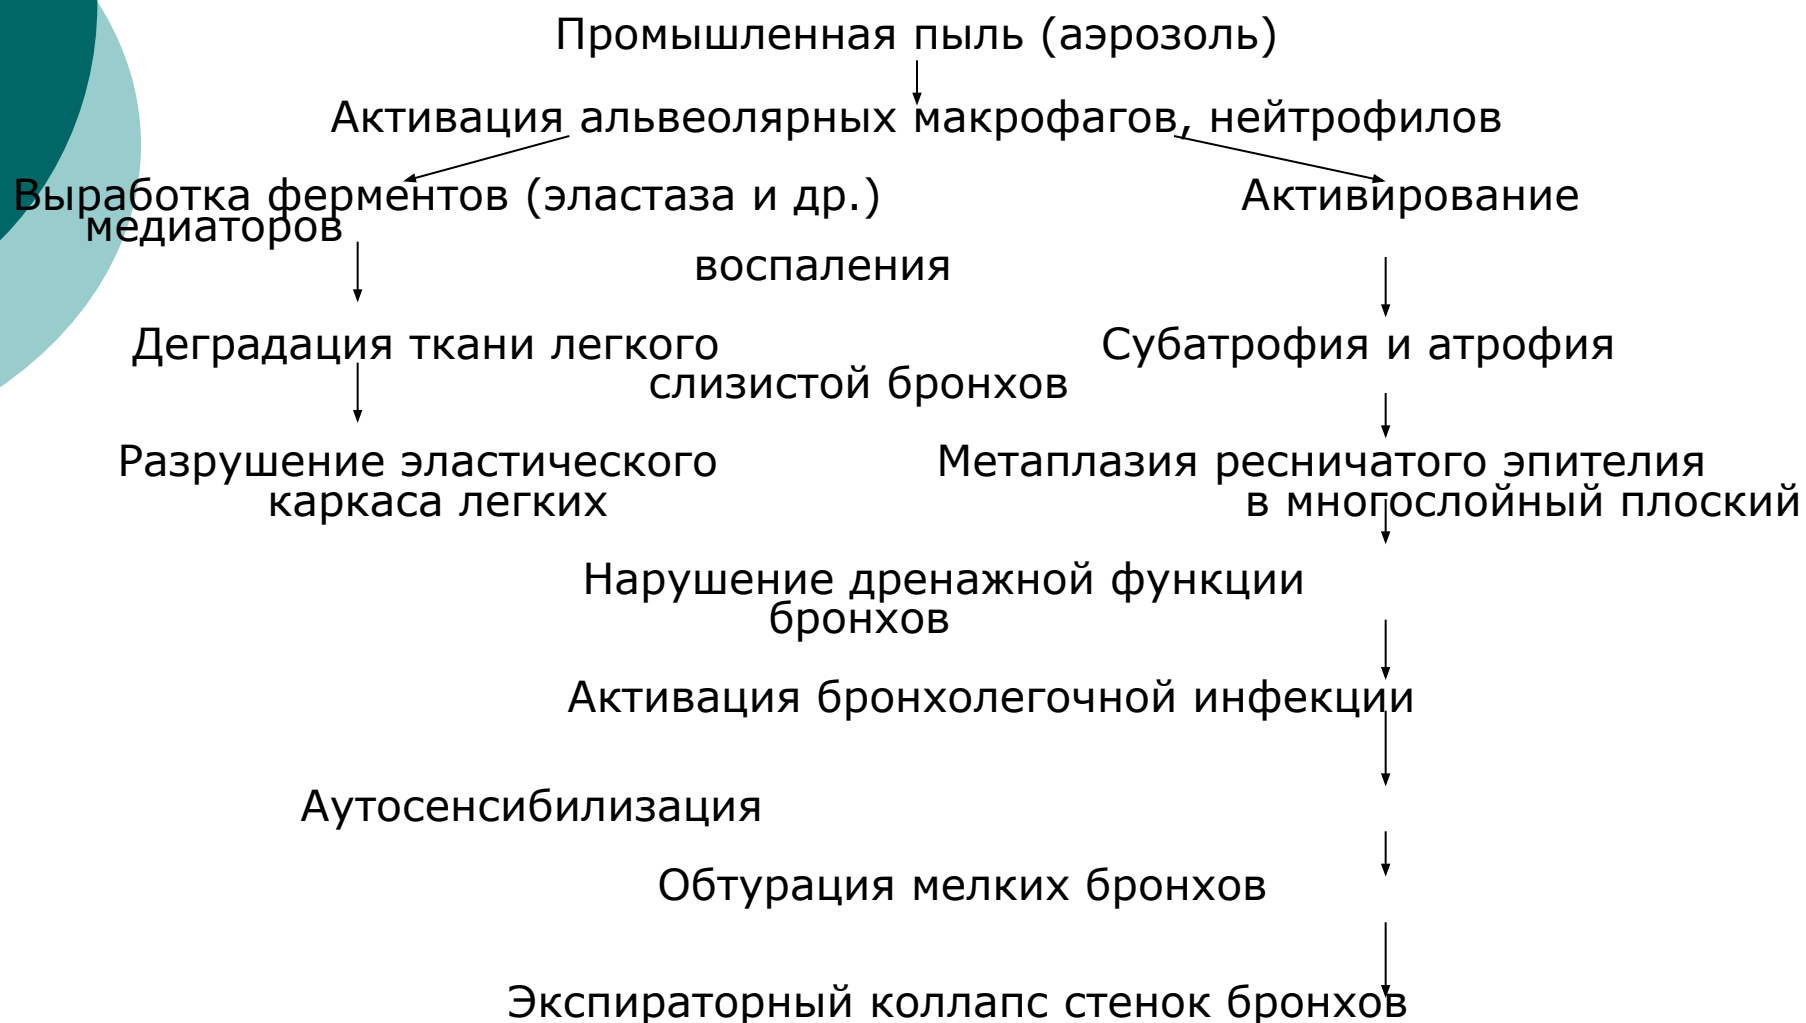 Промышленная пыль (аэрозоль)
Активация альвеолярных макрофагов, нейтрофилов
Выработка ферментов (эластаза и др.) Активирование
медиаторов
воспаления
Деградация ткани легкого Субатрофия и атрофия
слизистой бронхов
Разрушение эластического Метаплазия ресничатого эпителия
каркаса легких в многослойный плоский
Нарушение дренажной функции
бронхов
Активация бронхолегочной инфекции
Аутосенсибилизация
Обтурация мелких бронхов
Экспираторный коллапс стенок бронхов